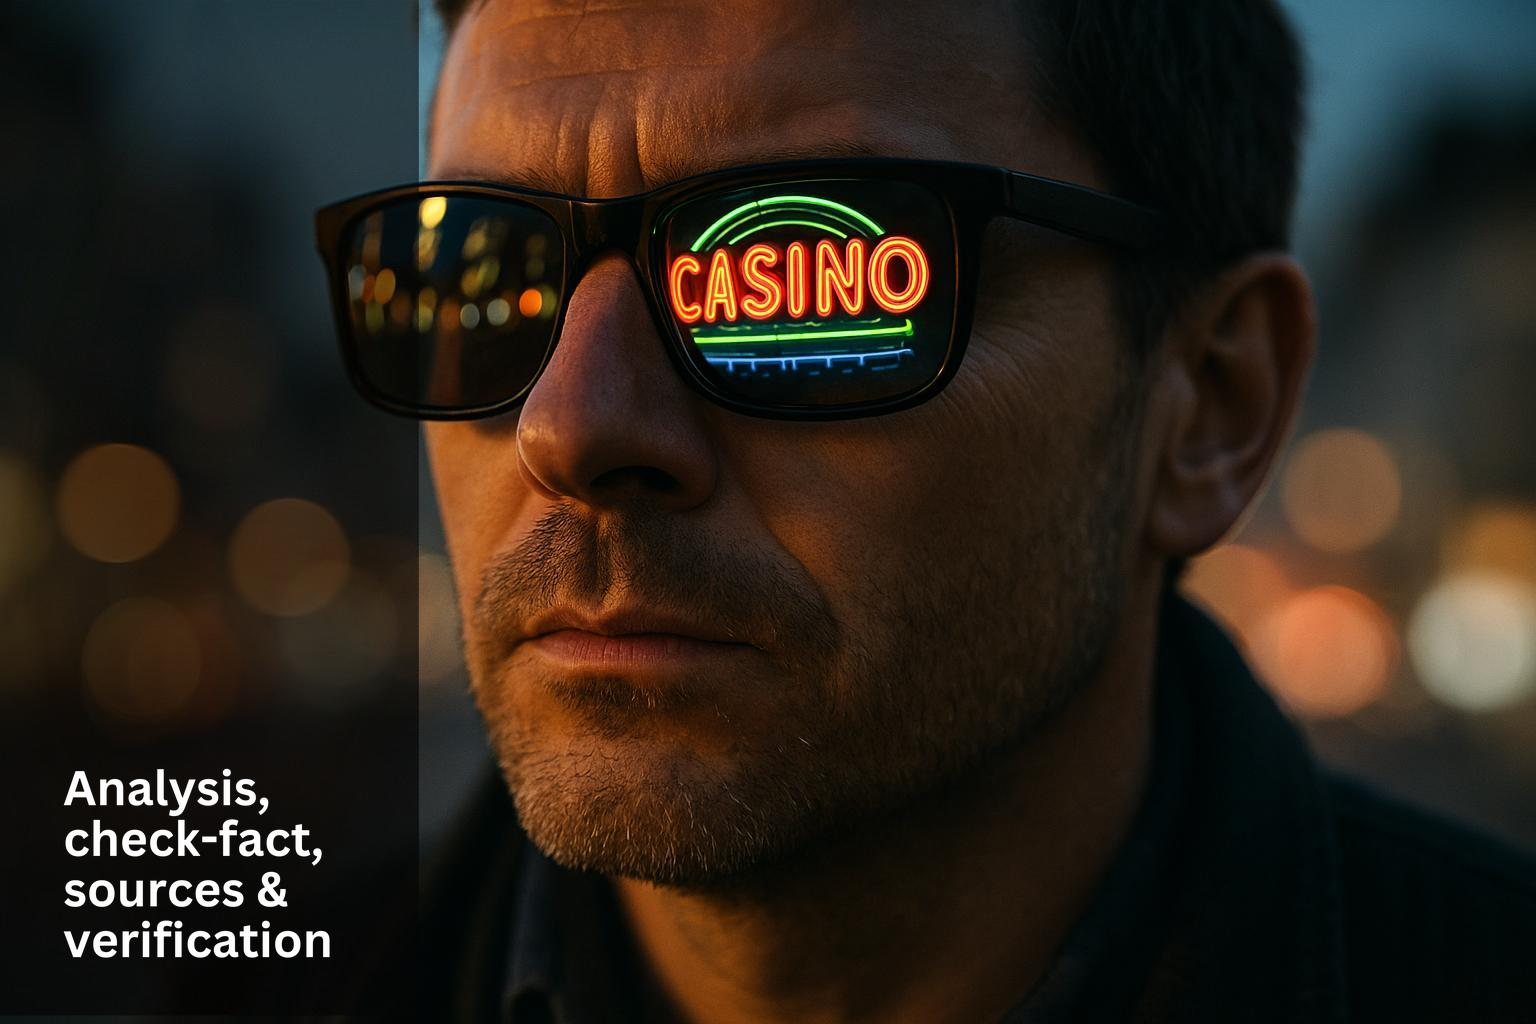 CASINO
Analysis,
check-fact,
sources &
verification